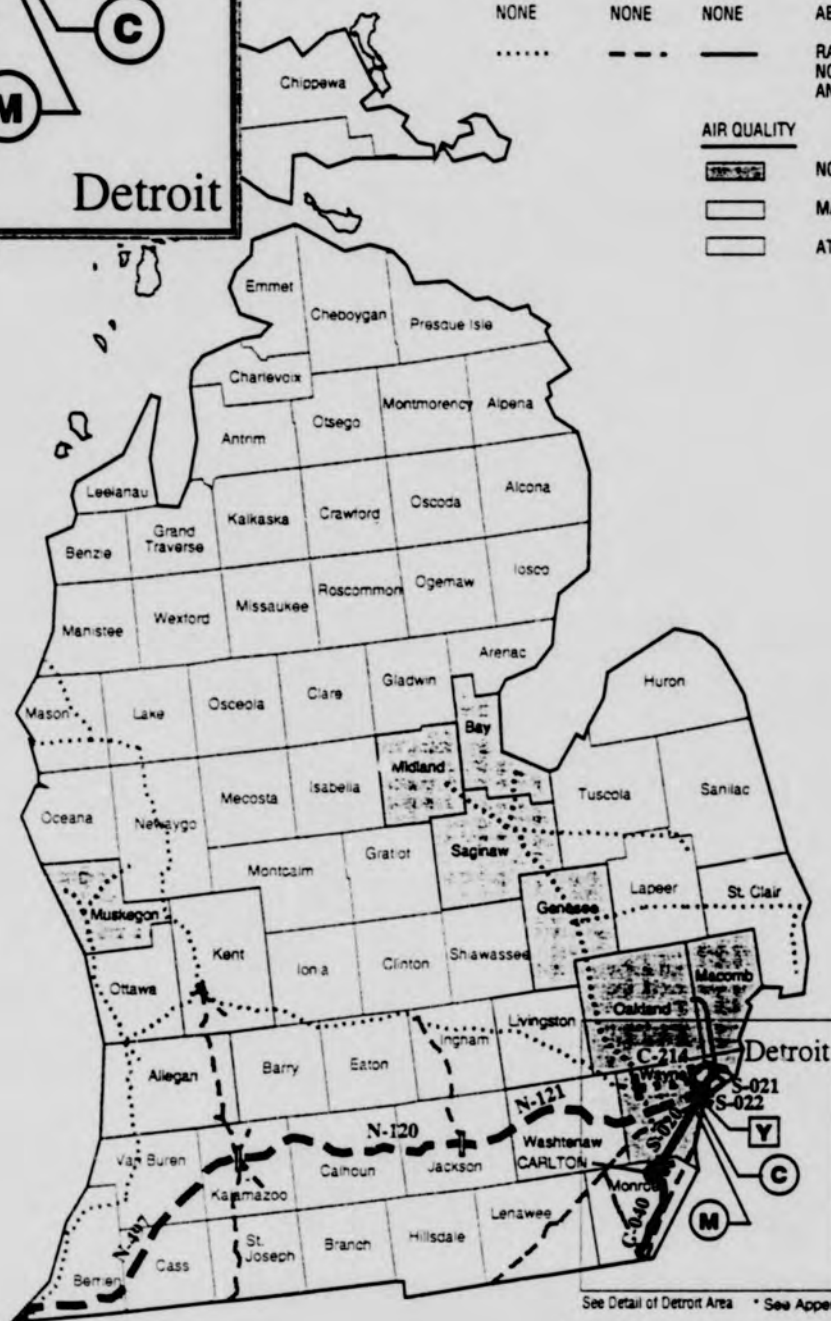 NONE NONE NONE
C
M
Detroit
AIR QUALITY
Chippewa
Emmet
Cheboygan
Presque Isle
Charlevoix
Antrim
Otsego
Montmorency
Alpena
Leelanau
Benzie
Grand
Traverse
Kalkaska
Crawford
Oscoda
Alcona
Manistee
Wexford
Missaukee
Roscommon
Ogemaw
Iosco
Arenac
Gladwin
Clare
Osceola
Lake
Mason
Huron
Bay
Midland
Isabella
Mecosta
Newaygo
Oceana
Tuscola
Sanilac
Saginaw
Gratiot
Montcalm
Muskegon
Kent
Ottawa
Ionia
Clinton
Shiawassee
Genesee
Lapeer
St. Clair
Macomb
Oakland
Livingston
Ingham
Eaton
Barry
Allegan
C-214
Wayne
Detroit
S-021
S-022
Y
C
M
N-121
N-120
Washtenaw
CARLTON
Jackson
Calhoun
Kalamazoo
Van Buren
Monroe
C-040
Lenawee
Hillsdale
Branch
St.
Joseph
Cass
Berrien
N-497
See Detail of Detroit Area